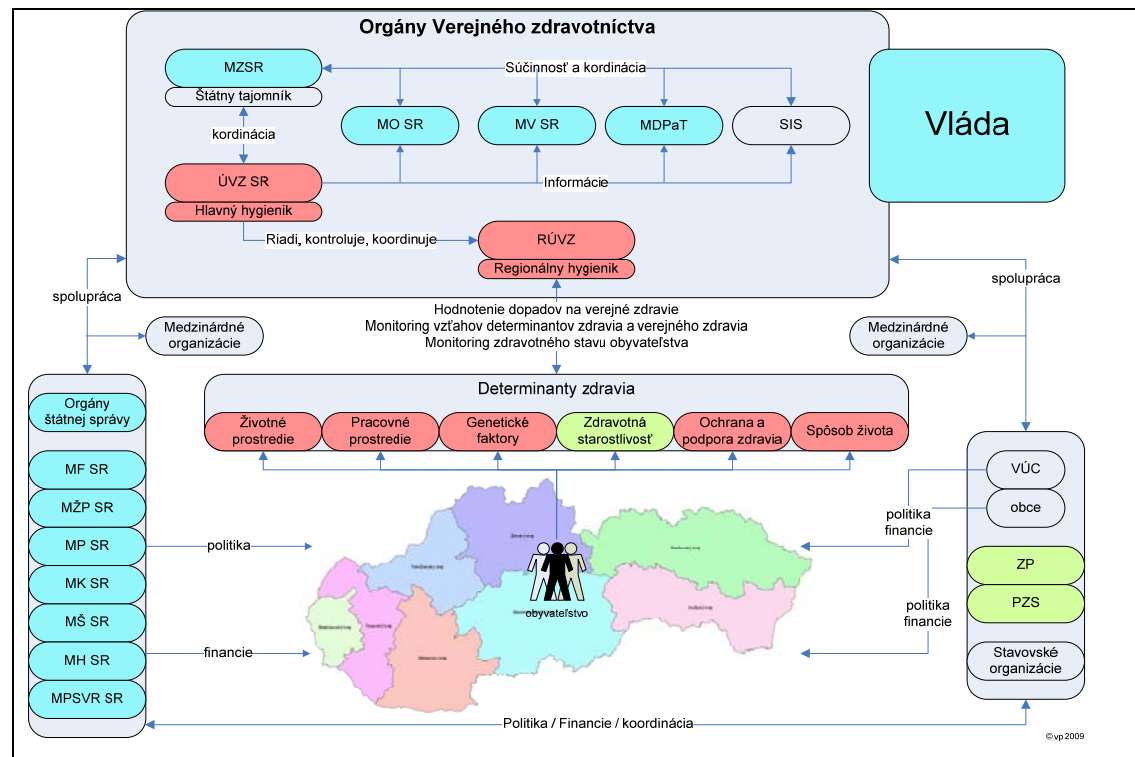 Orgány Verejného zdravotníctva
MZSR
Štátny tajomník
Súčinnosť a kordinácia
kordinácia
MO SR
MV SR
MDPaT
SIS
Vláda
ÚVZ SR
Hlavný hygienik
Informácie
Riadi, kontroluje, koordinuje
RÚVZ
Regionálny hygienik
spolupráca
spolupráca
Hodnotenie dopadov na verejné zdravie
Monitoring vzťahov determinantov zdravia a verejného zdravia
Monitoring zdravotného stavu obyvateľstva
Medzinárdné
organizácie
Medzinárdné
organizácie
Determinanty zdravia
Životné
prostredie
Pracovné
prostredie
Genetické
faktory
Zdravotná
starostlivosť
Ochrana a
podpora zdravia
Spôsob života
Orgány
štátnej správy
MF SR
MŽP SR
MP SR
MK SR
MŠ SR
MH SR
MPSVR SR
politika
financie
obyvateľstvo
politika
financie
politika
financie
VÚC
obce
ZP
PZS
Stavovské
organizácie
Politika / Financie / koordinácia
©vp2009